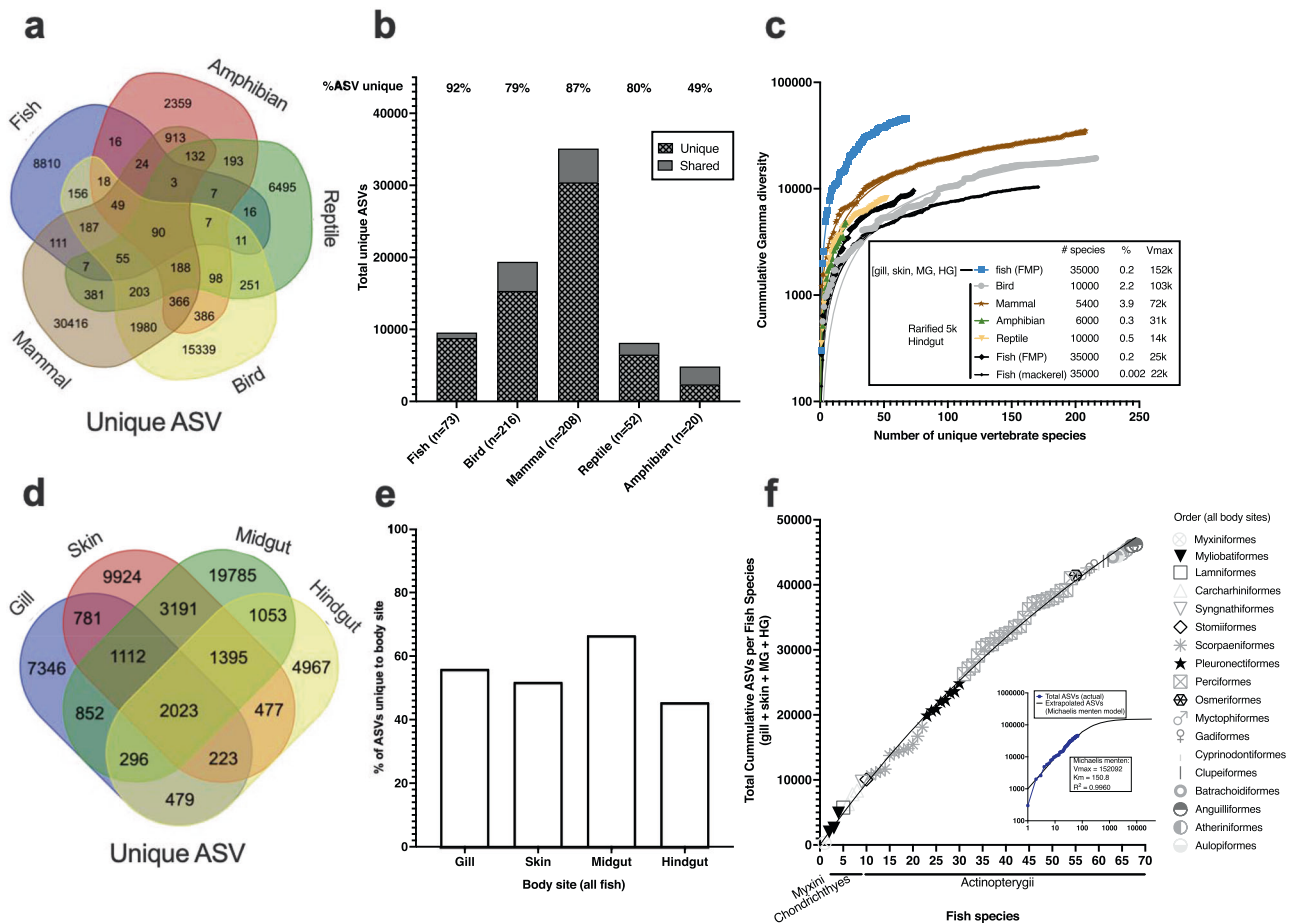 a
Fish
Amphibian
Reptile
Mammal
Bird
2359
16
913
8810
24
132
193
6495
156
18
3
7
49
16
187
90
7
11
111
7
55
188
98
251
381
203
366
386
30416
1980
15339
Unique ASV
b
%ASV unique
92% 79% 87% 80% 49%
Total unique ASVs
40000
30000
20000
10000
0
Unique
Shared
Fish (n=73)
Bird (n=216)
Mammal (n=208)
Reptile (n=52)
Amphibian (n=20)
c
Cummulative Gamma diversity
100000
10000
1000
100
0 50 100 150 200 250
Number of unique vertebrate species
# species % Vmax
[gill, skin, MG, HG] fish (FMP) 35000 0.2 152k
Bird 10000 2.2 103k
Mammal 5400 3.9 72k
Amphibian 6000 0.3 31k
Reptile 10000 0.5 14k
Fish (FMP) 35000 0.2 25k
Fish (mackerel) 35000 0.002 22k
Rarified 5k
Hindgut
d
Gill
Skin
Midgut
Hindgut
9924
19785
781
3191
1053
7346
1112
1395
4967
852
2023
477
296
223
479
Unique ASV
e
% of ASVs unique to body site
100
80
60
40
20
0
Gill Skin Midgut Hindgut
Body site (all fish)
f
Total Cummulative ASVs per Fish Species
(gill + skin + MG + HG)
50000
40000
30000
20000
10000
0
0 5 10 15 20 25 30 35 40 45 50 55 60 65 70
Myxini
Chondrichthyes
Actinopterygii
Fish species
Total ASVs (actual)
Extrapolated ASVs
(Michaelis menten model)
1000000
100000
10000
1000
100
1 10 100 1000 10000
Michaelis menten:
Vmax = 152092
Km = 150.8
R² = 0.9960
Order (all body sites)
Myxiniformes
Myliobatiformes
Lamniformes
Carcharhiniformes
Syngnathiformes
Stomiiformes
Scorpaeniformes
Pleuronectiformes
Perciformes
Osmeriformes
Myctophiformes
Gadiformes
Cyprinodontiformes
Clupeiformes
Batrachoidiformes
Anguilliformes
Atheriniformes
Aulopiformes